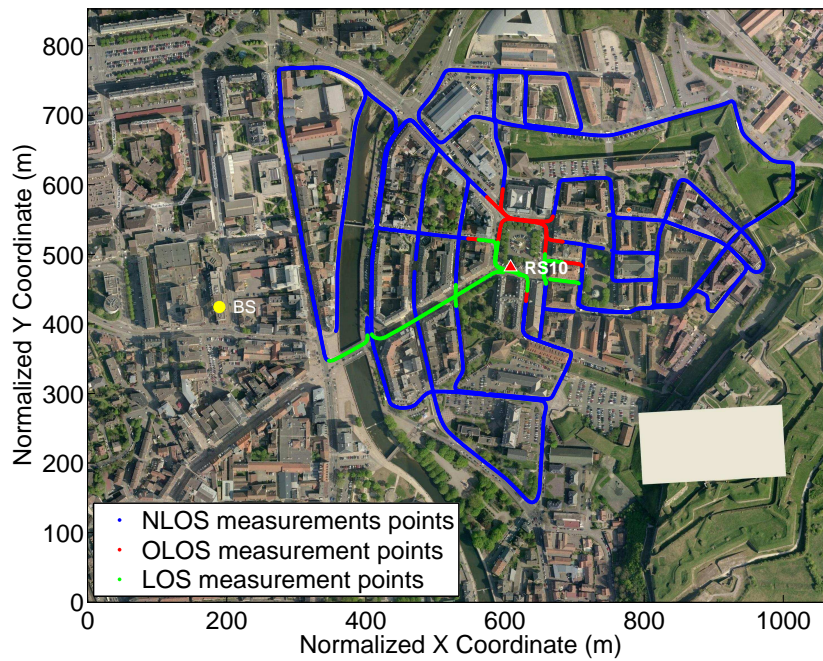 800
700
600
500
400
300
200
100
0
Normalized Y Coordinate (m)
RS10
BS
NLOS measurements points
OLOS measurement points
LOS measurement points
0 200 400 600 800 1000
Normalized X Coordinate (m)